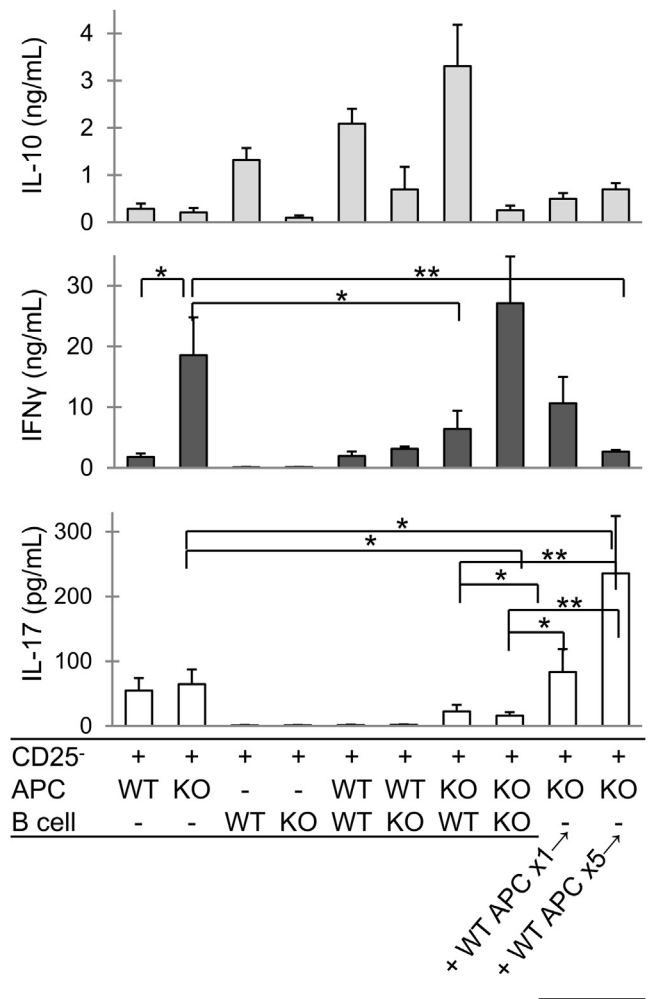 IL-10 (ng/mL)
4
3
2
1
0
IFNγ (ng/mL)
30
20
10
0
* **
*
IL-17 (pg/mL)
300
200
100
0
*
*
**
*
**
*
CD25- + + + + + + + + + +
APC WT KO - - WT WT KO KO KO KO
B cell - - WT KO WT KO WT KO - -
+ WT APC x1→
+ WT APC x5→